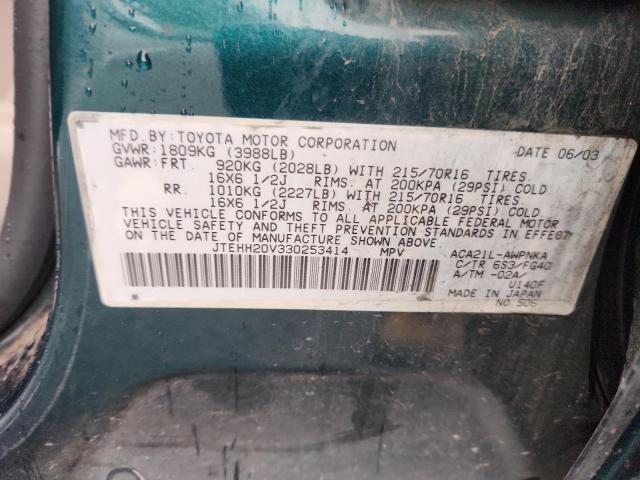 MFD. BY: TOYOTA MOTOR CORPORATION DATE 06/03
GVWR: 1809KG (3988LB)
GAWR: FRT. 920KG (2028LB) WITH 215/70R16 TIRES,
16X6 1/2J RIMS, AT 200KPA (29PSI) COLD
RR. 1010KG (2227LB) WITH 215/70R16 TIRES,
16X6 1/2J RIMS, AT 200KPA (29PSI) COLD
THIS VEHICLE CONFORMS TO ALL APPLICABLE FEDERAL MOTOR
VEHICLE SAFETY AND THEFT PREVENTION STANDARDS IN EFFECT
ON THE DATE OF MANUFACTURE SHOWN ABOVE.
JTEHH20V330253414 MPV ACA21L-AWPNKA
C/TR 6S3/FG40
A/TM -02A/
U140F
MADE IN JAPAN
NO. 506